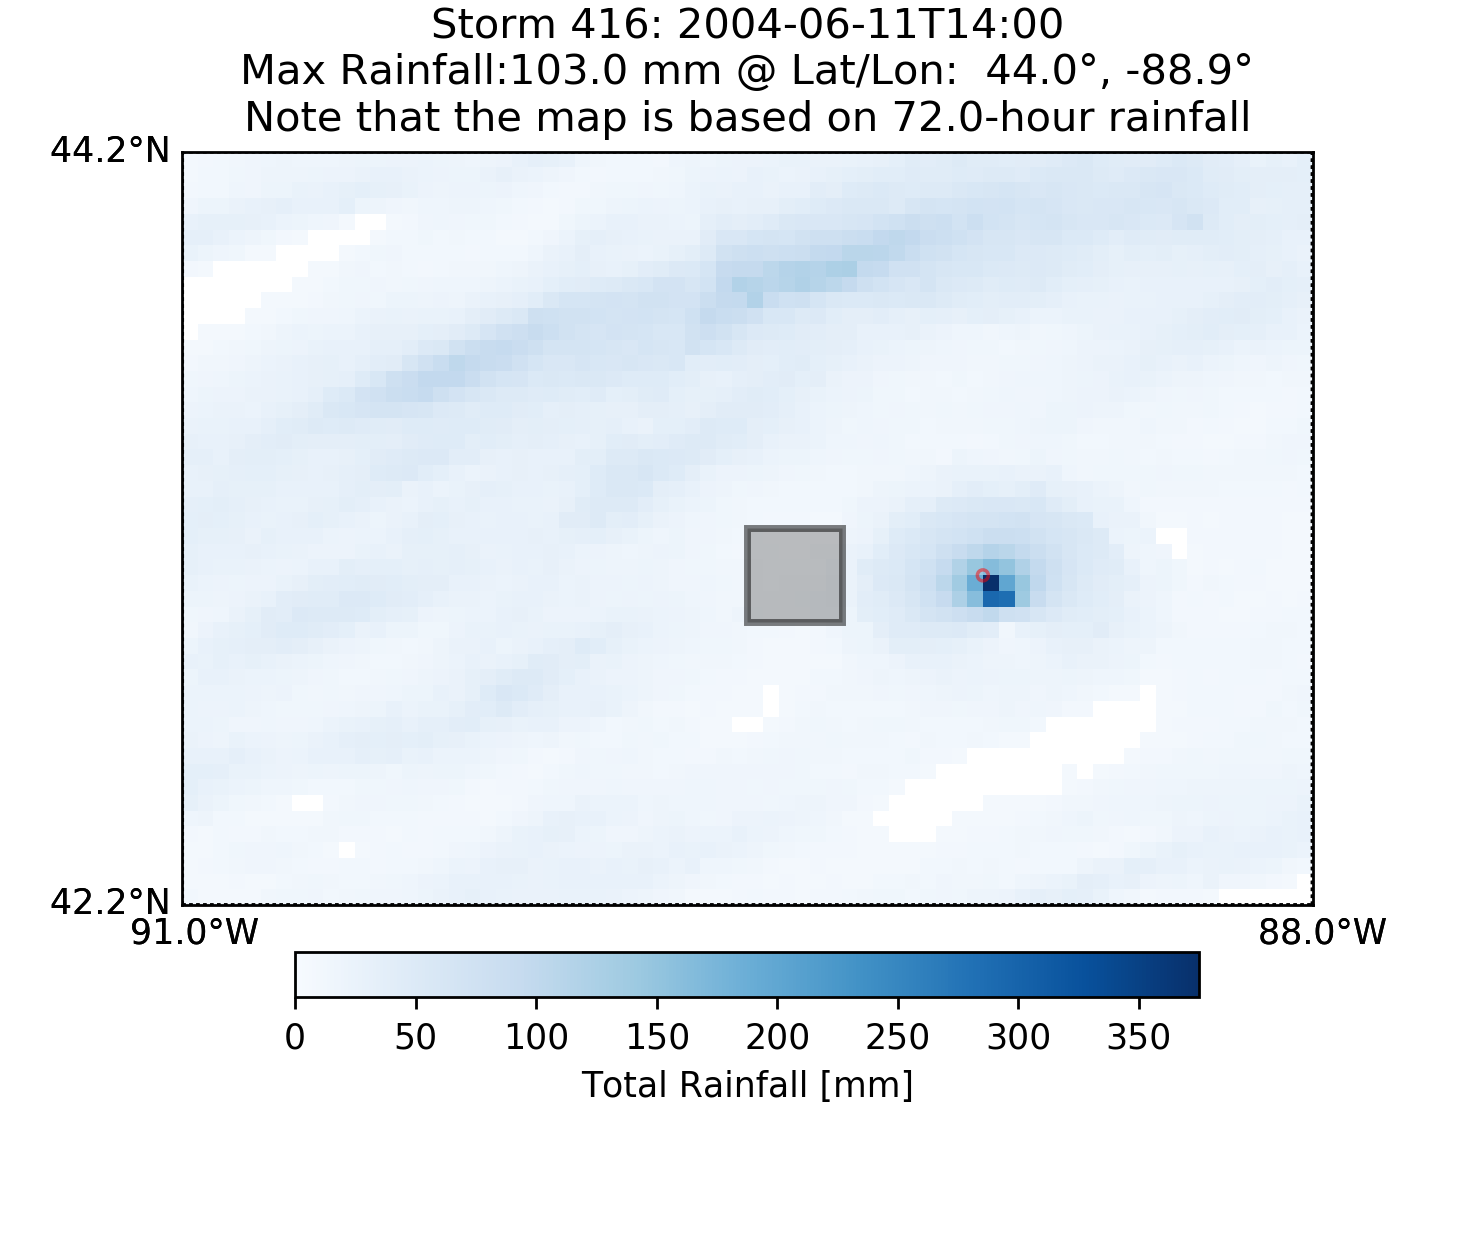 Storm 416: 2004-06-11T14:00
Max Rainfall:103.0 mm @ Lat/Lon:  44.0°, -88.9°
Note that the map is based on 72.0-hour rainfall
44.2°N
42.2°N
91.0°W 88.0°W
0 50 100 150 200 250 300 350
Total Rainfall [mm]